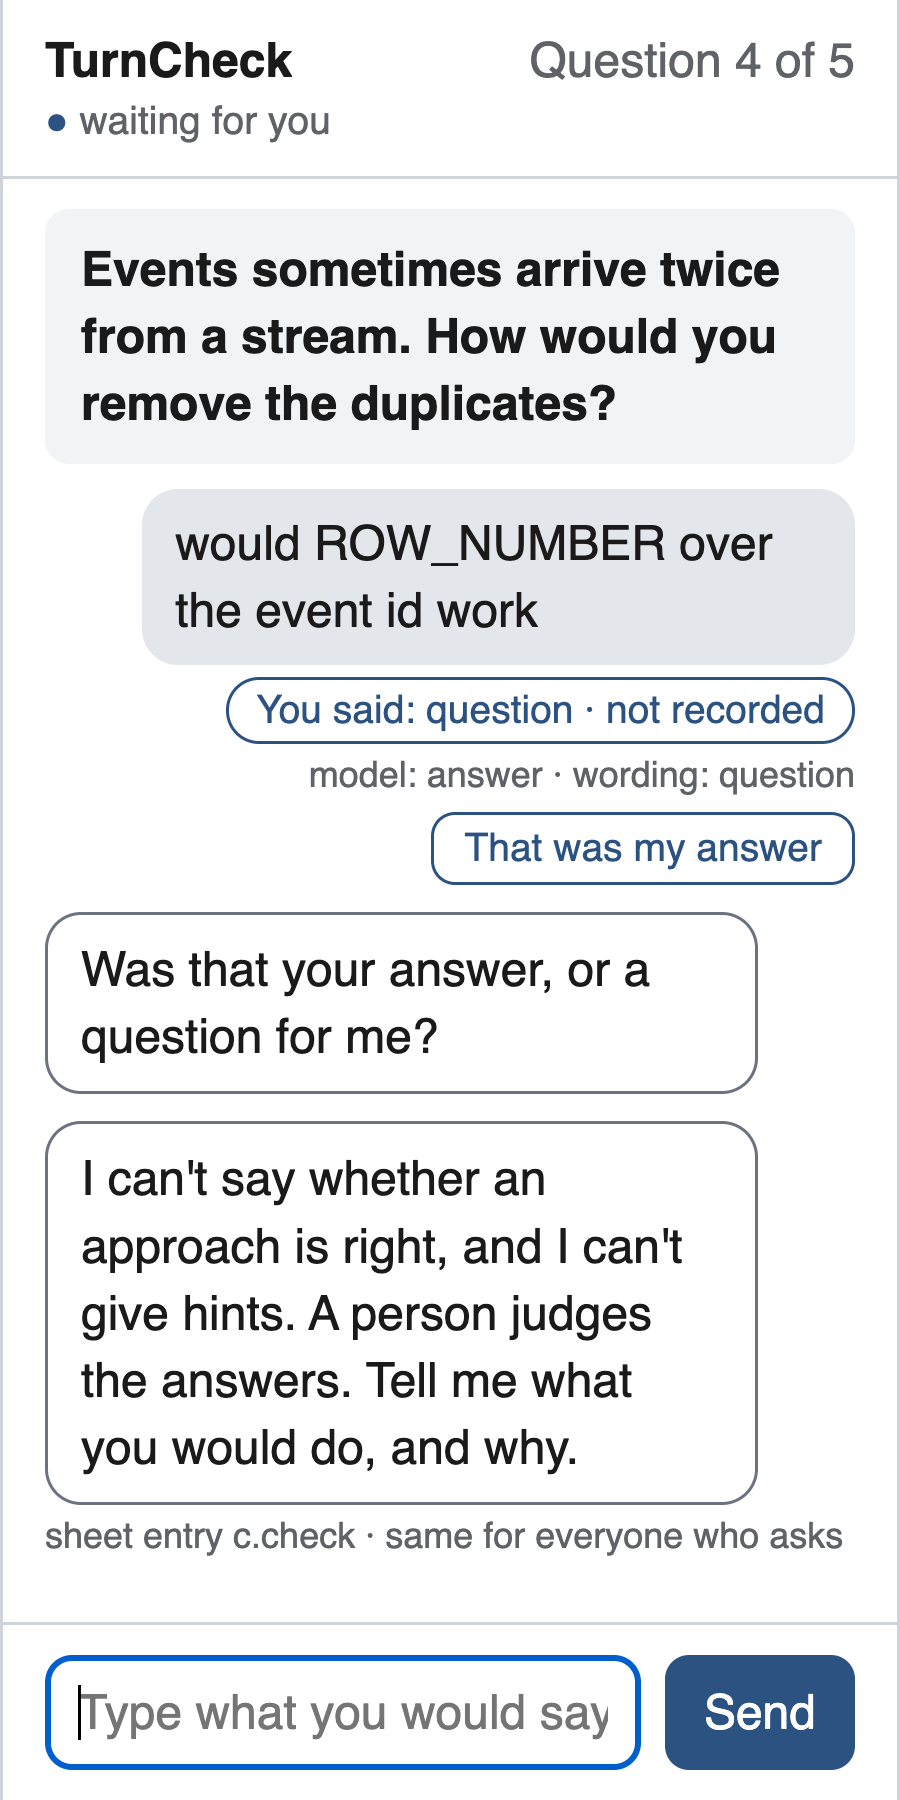 TurnCheck
Question 4 of 5
waiting for you
Events sometimes arrive twice
from a stream. How would you
remove the duplicates?
would ROW_NUMBER over
the event id work
You said: question · not recorded
model: answer · wording: question
That was my answer
Was that your answer, or a
question for me?
I can't say whether an
approach is right, and I can't
give hints. A person judges
the answers. Tell me what
you would do, and why.
sheet entry c.check · same for everyone who asks
Type what you would say
Send